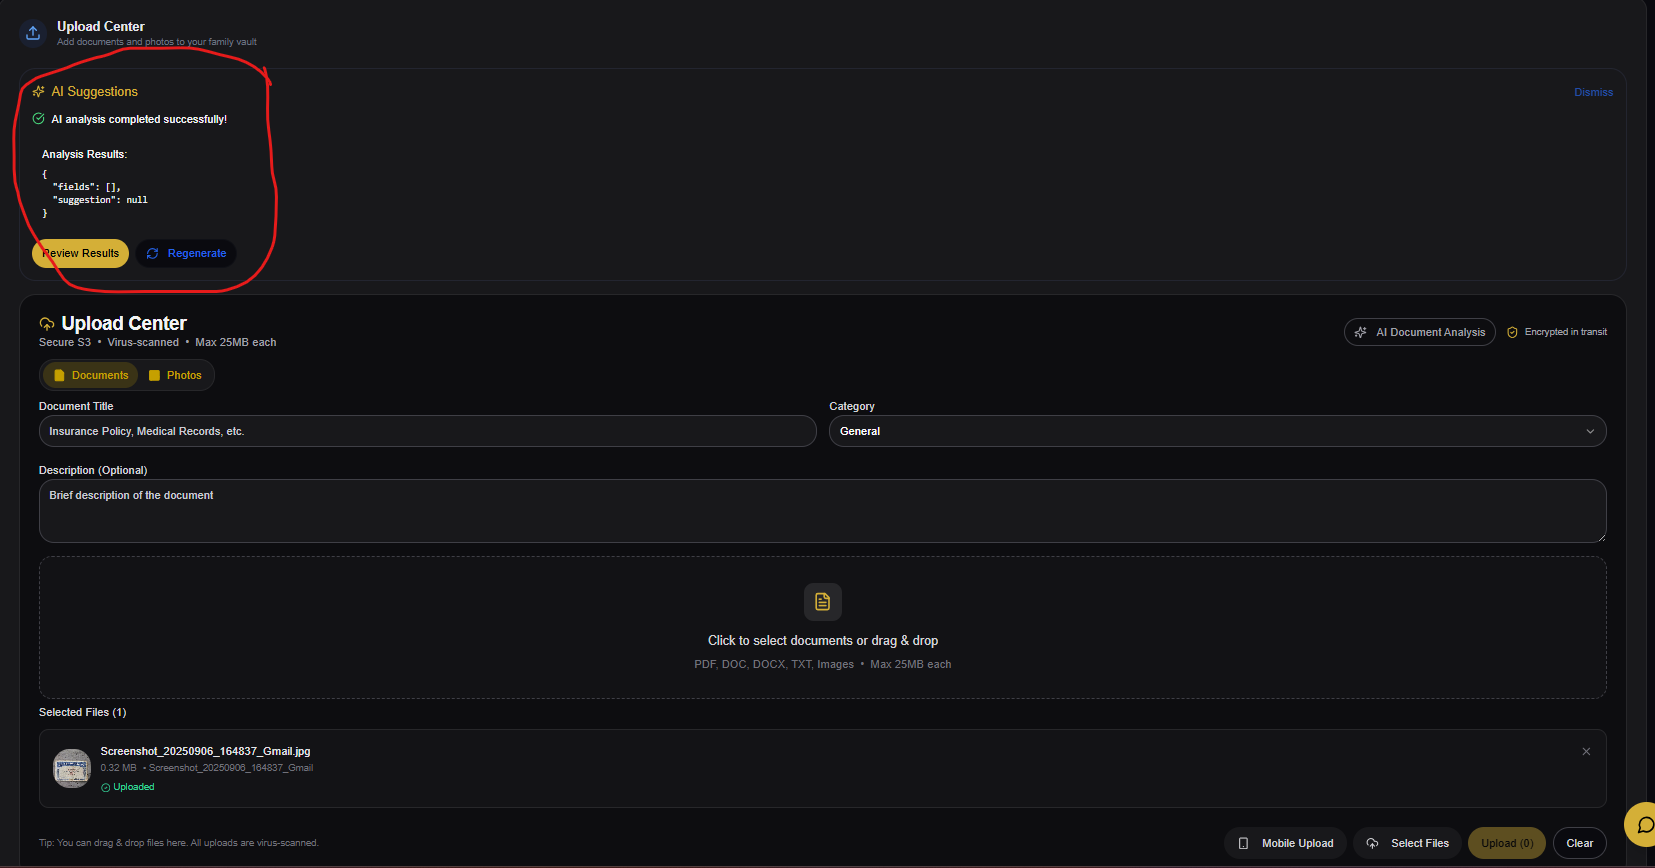 Upload Center
Add documents and photos to your family vault
AI Suggestions
Dismiss
AI analysis completed successfully!
Analysis Results:
{
"fields": [],
"suggestion": null
}
Review Results
Regenerate
Upload Center
Secure S3 • Virus-scanned • Max 25MB each
AI Document Analysis
Encrypted in transit
Documents
Photos
Document Title
Category
Insurance Policy, Medical Records, etc.
General
Description (Optional)
Brief description of the document
Click to select documents or drag & drop
PDF, DOC, DOCX, TXT, Images • Max 25MB each
Selected Files (1)
Screenshot_20250906_164837_Gmail.jpg
0.32 MB • Screenshot_20250906_164837_Gmail
Uploaded
Tip: You can drag & drop files here. All uploads are virus-scanned.
Mobile Upload
Select Files
Upload (0)
Clear